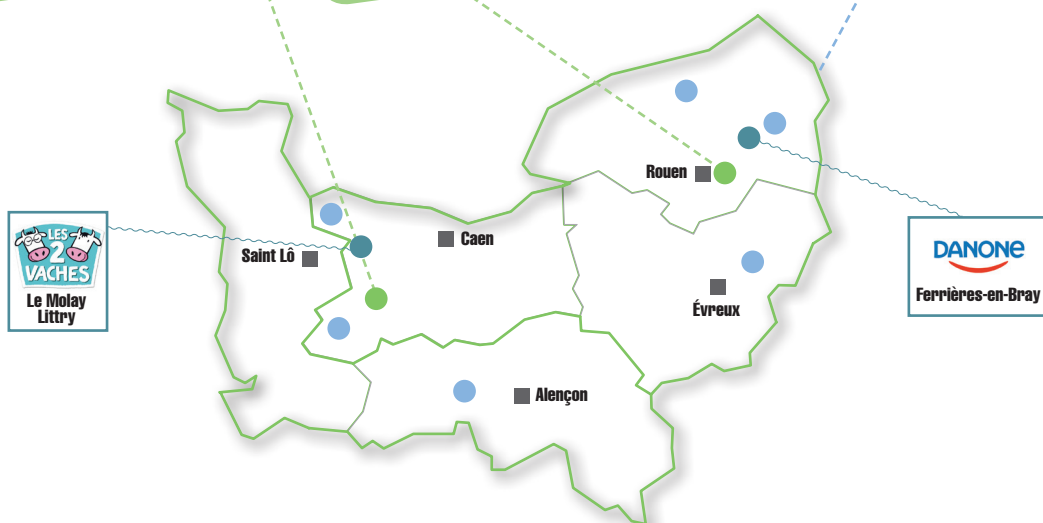 Rouen
Caen
Saint Lô
LES
2
VACHES
Le Molay
Littry
DANONE
Ferrières-en-Bray
Évreux
Alençon